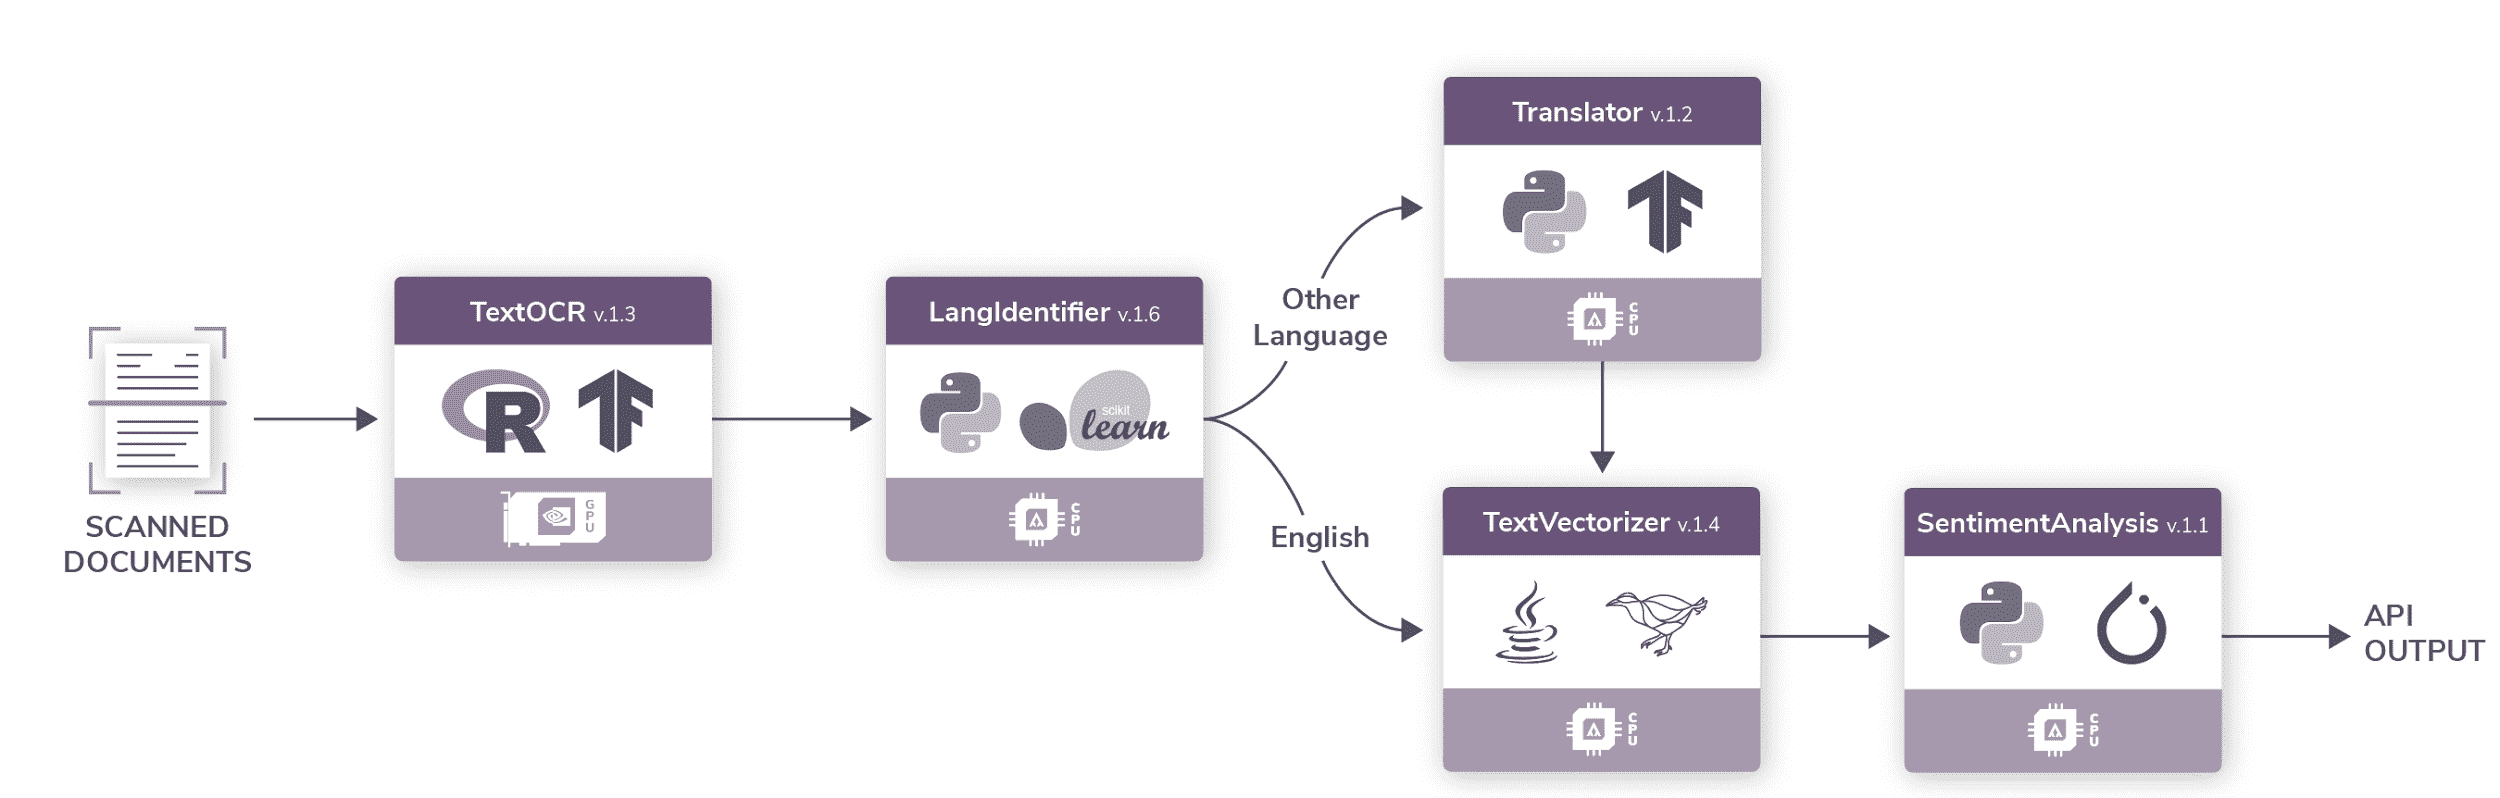 SCANNED
DOCUMENTS
TextOCR v.1.3
R
GPU
LangIdentifier v.1.6
scikit
learn
CPU
Other
Language
English
Translator v.1.2
CPU
TextVectorizer v.1.4
CPU
SentimentAnalysis v.1.1
CPU
API
OUTPUT